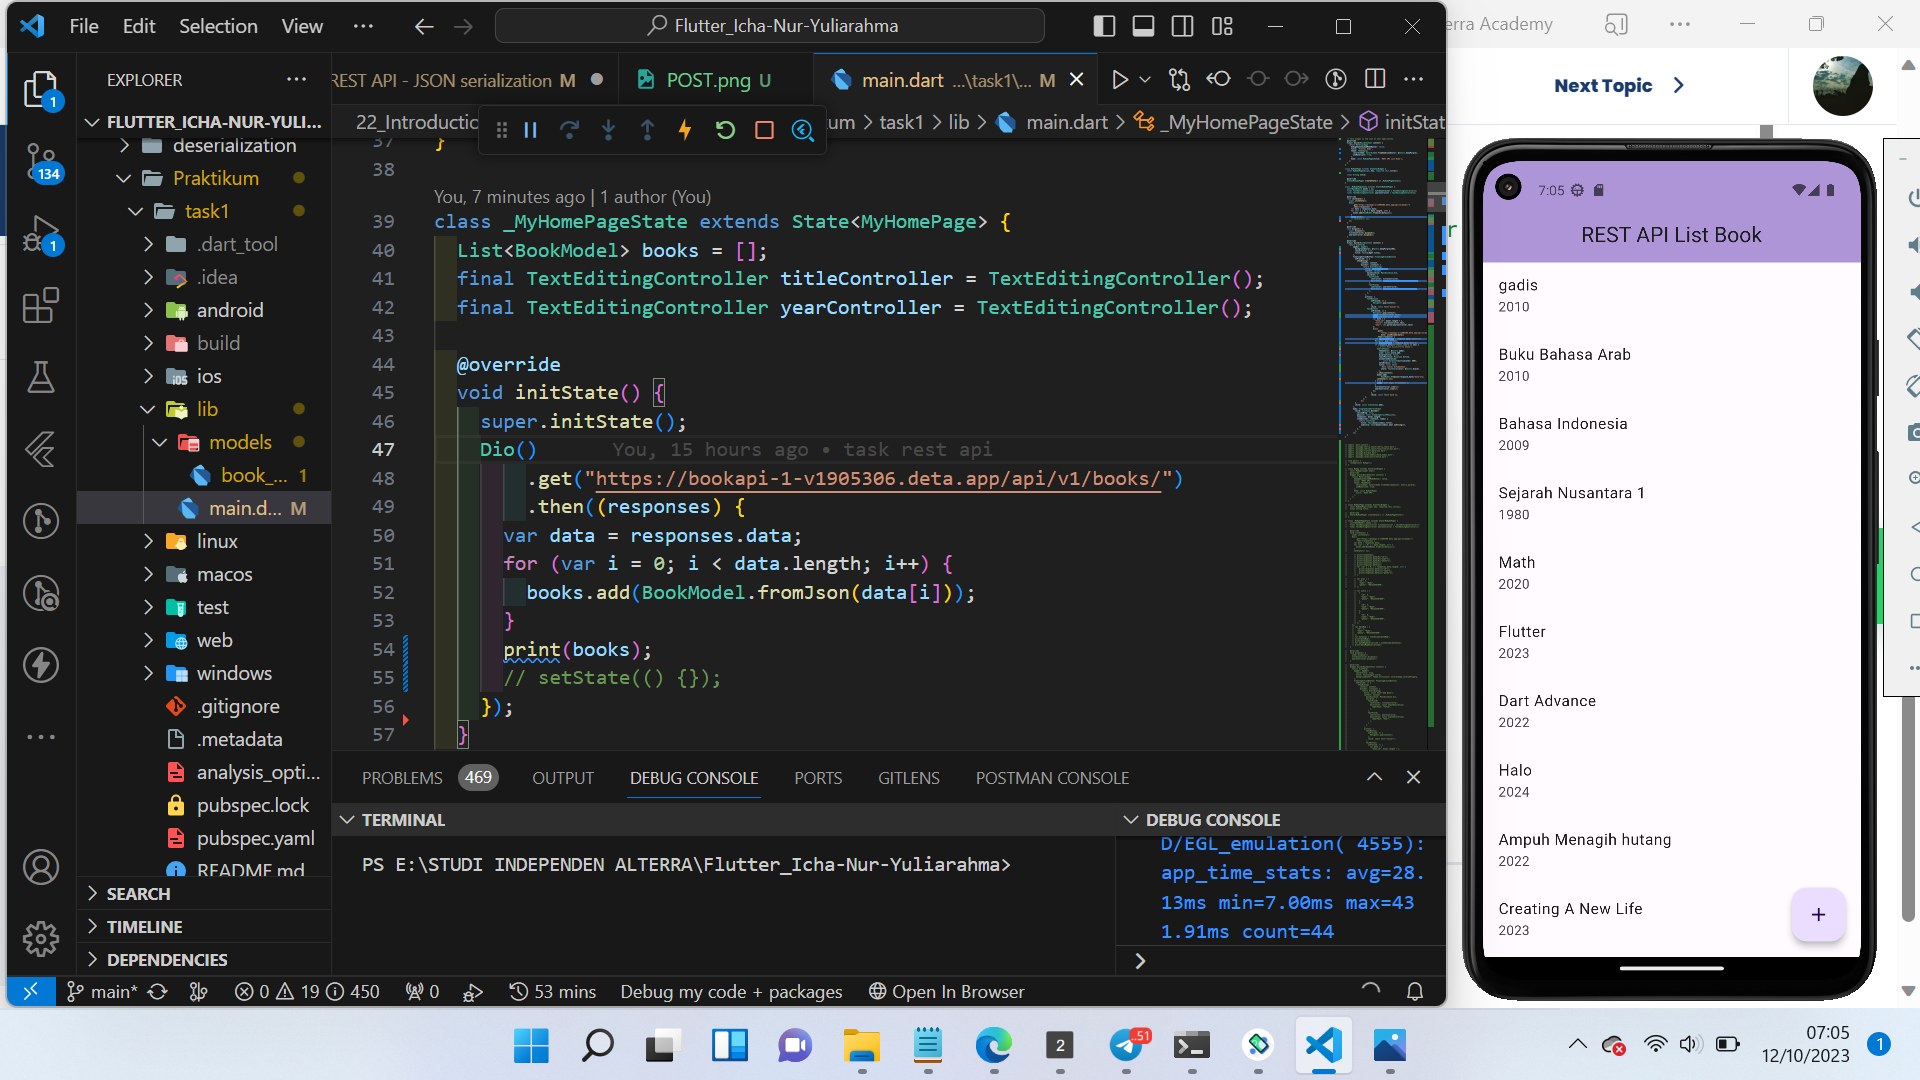 File Edit Selection View
Flutter_Icha-Nur-Yuliarahma
erra Academy
Next Topic
EXPLORER
REST API - JSON serialization M
POST.png U
main.dart ...\task1\... M
22_Introductic
um > task1 > lib > main.dart > _MyHomePageState > initStat
FLUTTER_ICHA-NUR-YULI...
deserialization
Praktikum
task1
.dart_tool
.idea
android
build
ios
lib
models
book_... 1
main.d... M
linux
macos
test
web
windows
.gitignore
.metadata
analysis_opti...
pubspec.lock
pubspec.yaml
README.md
SEARCH
TIMELINE
DEPENDENCIES
1
134
1
37 }
38
You, 7 minutes ago | 1 author (You)
39 class _MyHomePageState extends State<MyHomePage> {
40 List<BookModel> books = [];
41 final TextEditingController titleController = TextEditingController();
42 final TextEditingController yearController = TextEditingController();
43
44 @override
45 void initState() {
46 super.initState();
47 Dio() You, 15 hours ago • task rest api
48 .get("https://bookapi-1-v1905306.deta.app/api/v1/books/")
49 .then((responses) {
50 var data = responses.data;
51 for (var i = 0; i < data.length; i++) {
52 books.add(BookModel.fromJson(data[i]));
53 }
54 print(books);
55 // setState(() {});
56 });
57 }
PROBLEMS 469 OUTPUT DEBUG CONSOLE PORTS GITLENS POSTMAN CONSOLE
TERMINAL
PS E:\STUDI INDEPENDEN ALTERRA\Flutter_Icha-Nur-Yuliarahma>
DEBUG CONSOLE
D/EGL_emulation( 4555):
app_time_stats: avg=28.
13ms min=7.00ms max=43
1.91ms count=44
main* 0 19 450 0 53 mins Debug my code + packages Open In Browser
7:05
REST API List Book
gadis
2010
Buku Bahasa Arab
2010
Bahasa Indonesia
2009
Sejarah Nusantara 1
1980
Math
2020
Flutter
2023
Dart Advance
2022
Halo
2024
Ampuh Menagih hutang
2022
Creating A New Life
2023
+
r
2
51
07:05
12/10/2023
1